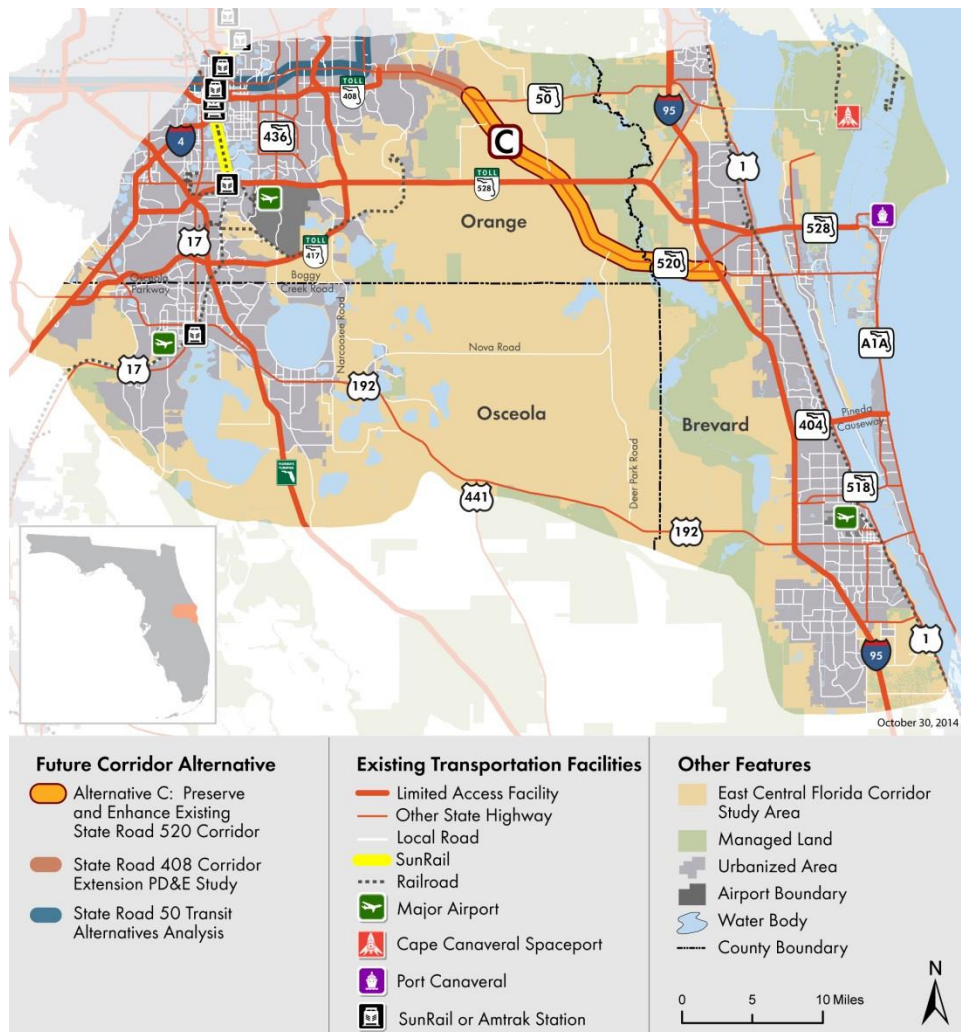 TOLL
408
50
95
436
4
C
1
TOLL
528
Orange
17
528
TOLL
417
520
Osceola
Parkway
Boggy
Creek Road
Narcoossee Road
A1A
Nova Road
17
192
Osceola
Brevard
404
Pineda
Causeway
Deer Park Road
518
441
192
1
95
October 30, 2014
Future Corridor Alternative
Alternative C: Preserve
and Enhance Existing
State Road 520 Corridor
State Road 408 Corridor
Extension PD&E Study
State Road 50 Transit
Alternatives Analysis
Existing Transportation Facilities
Limited Access Facility
Other State Highway
Local Road
SunRail
Railroad
Major Airport
Cape Canaveral Spaceport
Port Canaveral
SunRail or Amtrak Station
Other Features
East Central Florida Corridor
Study Area
Managed Land
Urbanized Area
Airport Boundary
Water Body
County Boundary
N
0 5 10 Miles